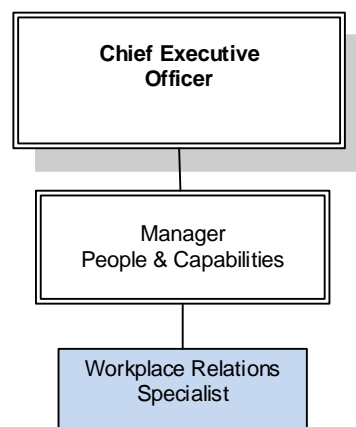 Chief Executive
Officer
Manager
People & Capabilities
Workplace Relations
Specialist